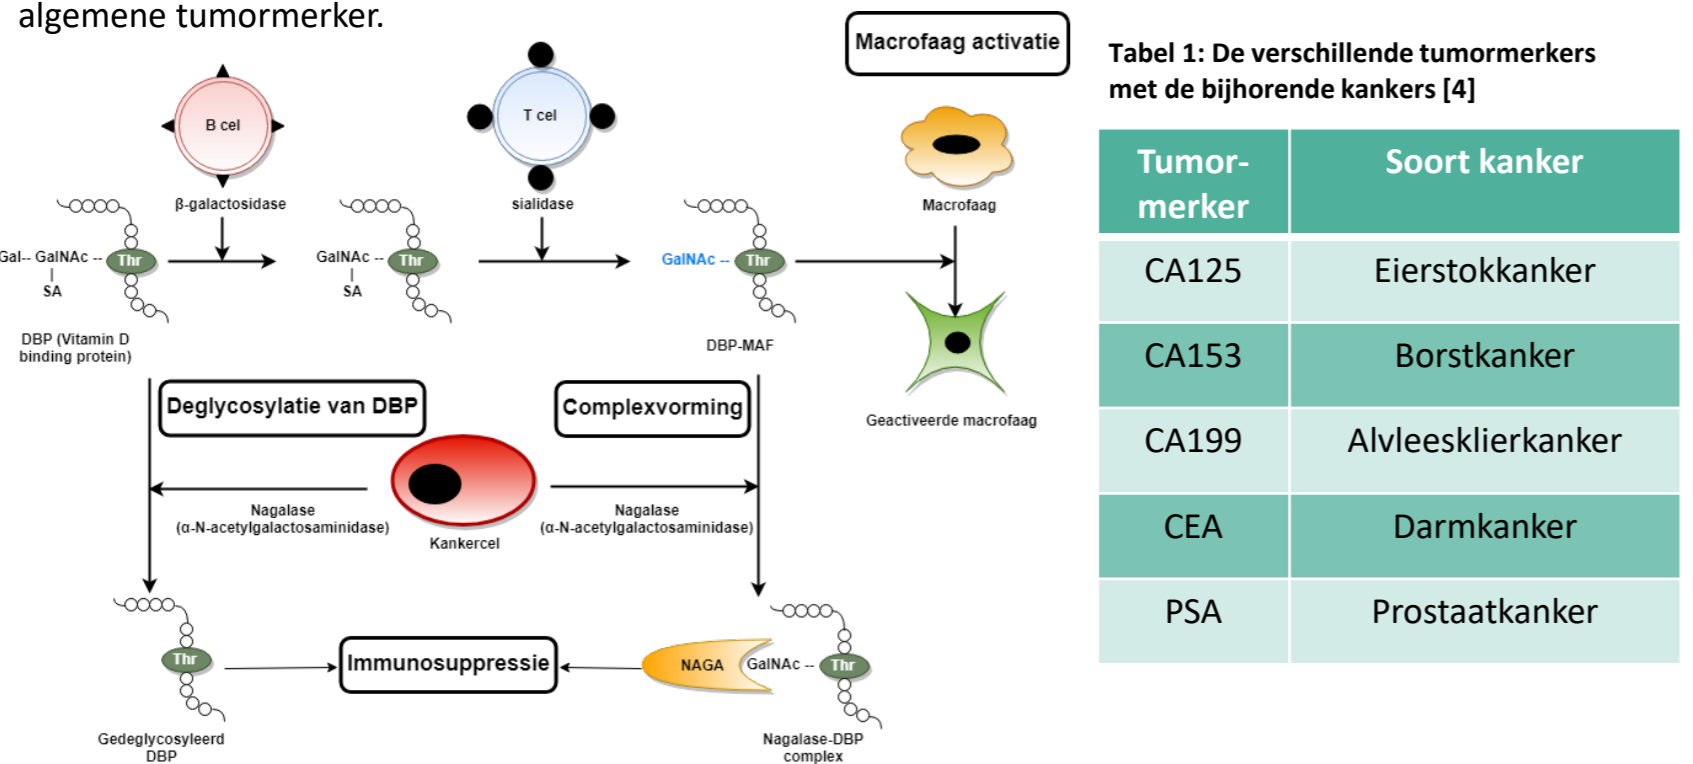 algemene tumormerker.
Macrofaag activatie
B cel
T cel
β-galactosidase
sialidase
Macrofaag
Gal-- GalNAc --
Thr
SA
GalNAc --
Thr
SA
GalNAc --
Thr
DBP (Vitamin D
binding protein)
DBP-MAF
Geactiveerde macrofaag
Deglycosylatie van DBP
Complexvorming
Nagalase
(α-N-acetylgalactosaminidase)
Kankercel
Nagalase
(α-N-acetylgalactosaminidase)
Thr
Immunosuppressie
NAGA
GalNAc --
Thr
Gedeglycosyleerd
DBP
Nagalase-DBP
complex
Tabel 1: De verschillende tumormerkers
met de bijhorende kankers [4]
Tumor-
merker
Soort kanker
CA125 Eierstokkanker
CA153 Borstkanker
CA199 Alvleesklierkanker
CEA Darmkanker
PSA Prostaatkanker